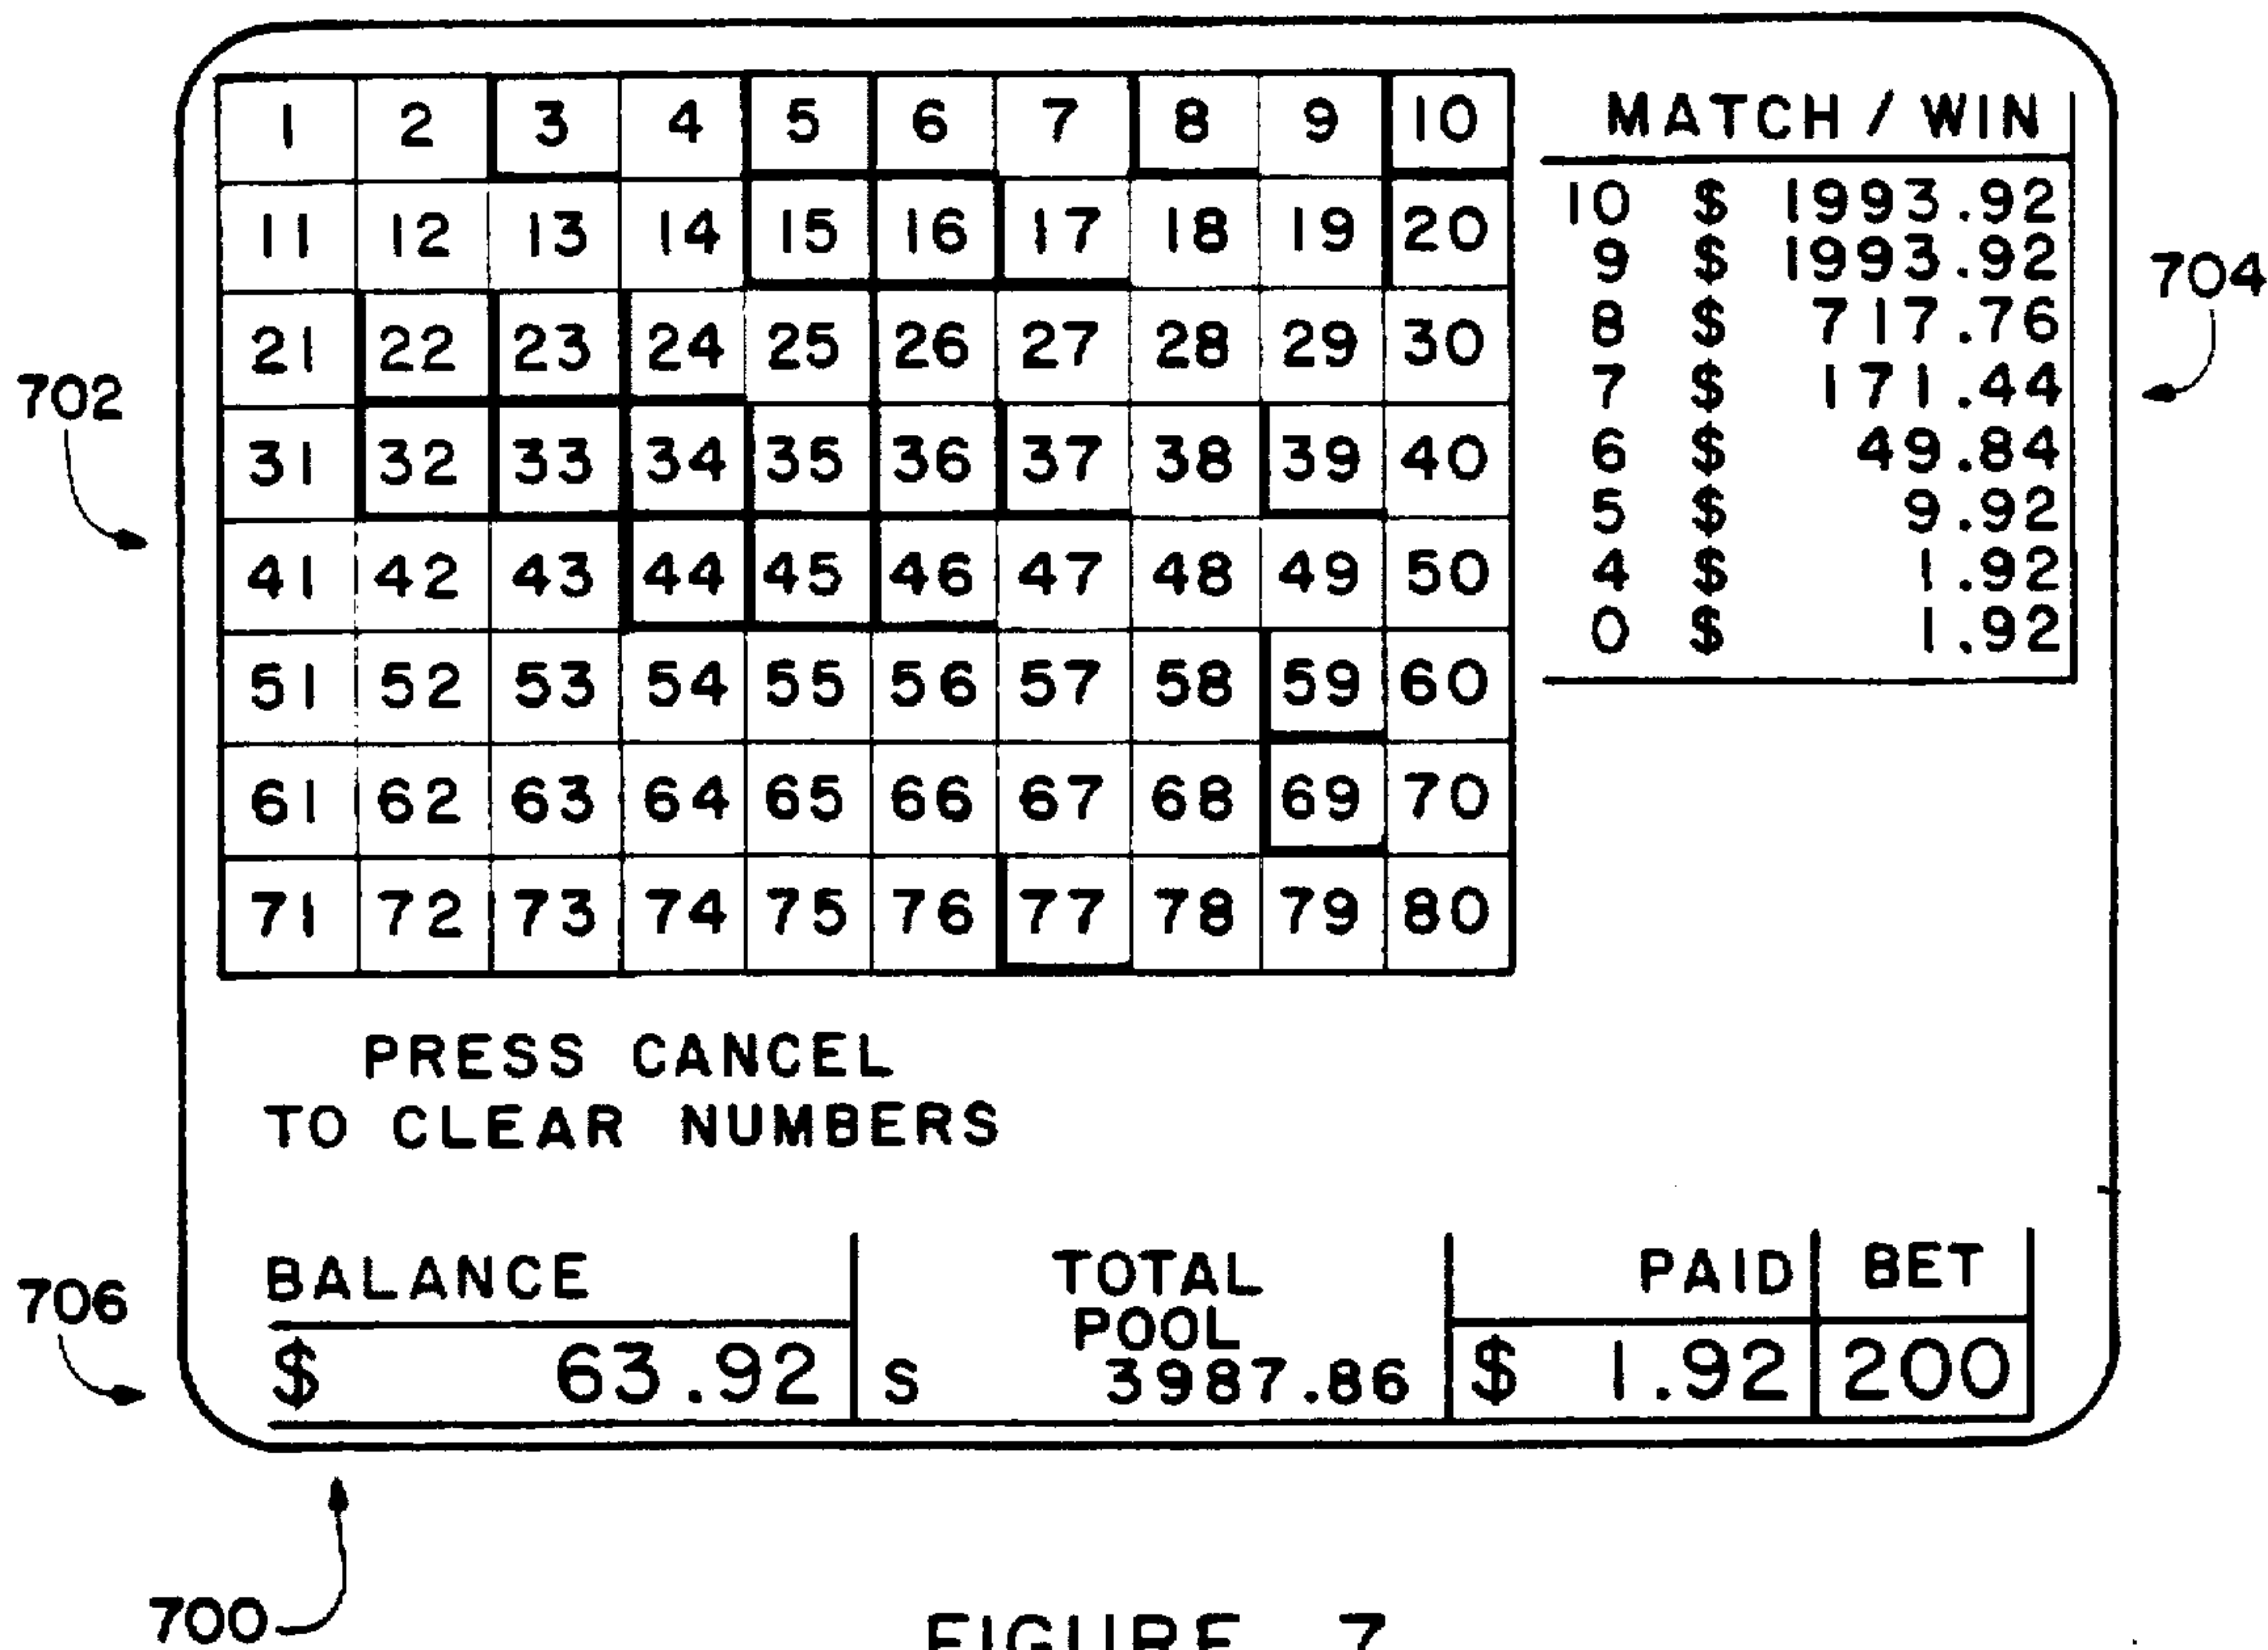 1 2 3 4 5 6 7 8 9 10
11 12 13 14 15 16 17 18 19 20
21 22 23 24 25 26 27 28 29 30
31 32 33 34 35 36 37 38 39 40
41 42 43 44 45 46 47 48 49 50
51 52 53 54 55 56 57 58 59 60
61 62 63 64 65 66 67 68 69 70
71 72 73 74 75 76 77 78 79 80
MATCH / WIN
10 $ 1993.92
9 $ 1993.92
8 $ 717.76
7 $ 171.44
6 $ 49.84
5 $ 9.92
4 $ 1.92
0 $ 1.92
704
702
PRESS CANCEL
TO CLEAR NUMBERS
706
BALANCE
$ 63.92
TOTAL
POOL
S 3987.86
PAID
$ 1.92
BET
200
700
FIGURE 7